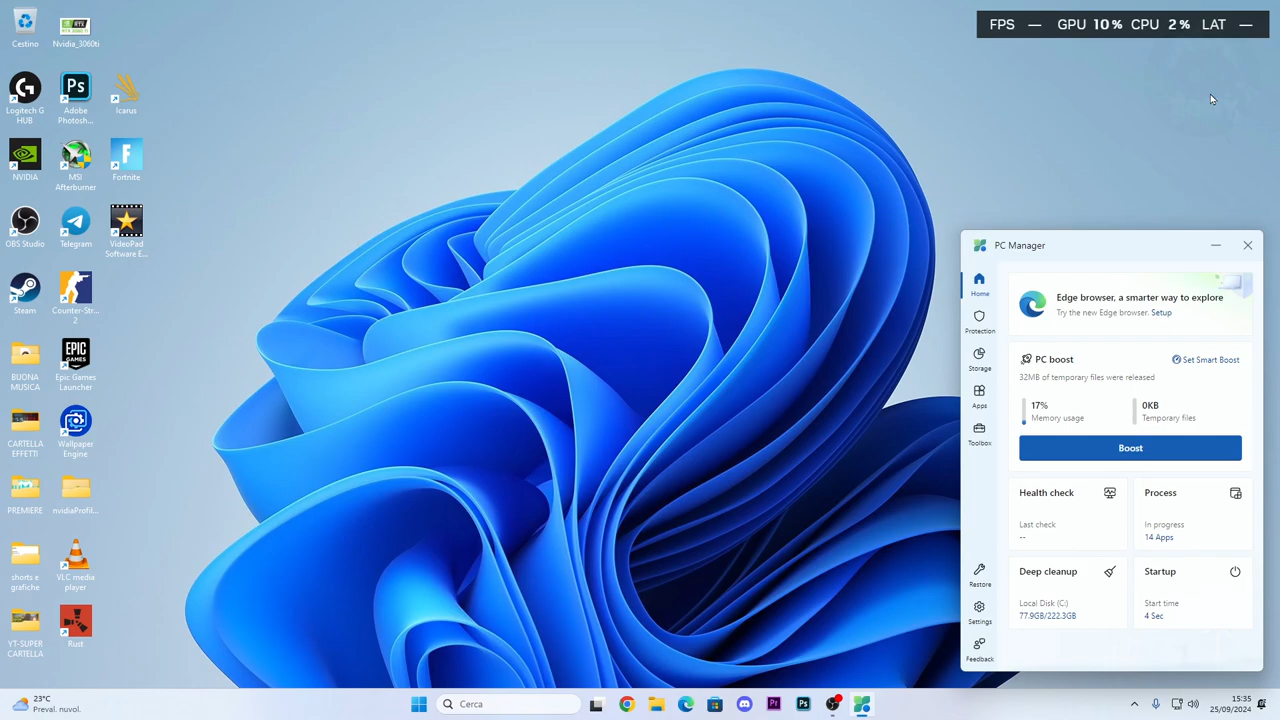 FPS — GPU 10 % CPU 2 % LAT —
Cestino
Nvidia_3060ti
Logitech G
HUB
Adobe
Photosh...
Icarus
NVIDIA
MSI
Afterburner
Fortnite
OBS Studio
Telegram
VideoPad
Software E...
Steam
Counter-Str...
2
BUONA
MUSICA
EPIC
GAMES
Epic Games
Launcher
CARTELLA
EFFETTI
Wallpaper
Engine
PREMIERE
nvidiaProfil...
shorts e
grafiche
VLC media
player
YT-SUPER
CARTELLA
Rust
PC Manager
Home
Protection
Storage
Apps
Toolbox
Restore
Settings
Feedback
Edge browser, a smarter way to explore
Try the new Edge browser. Setup
PC boost
Set Smart Boost
32MB of temporary files were released
17%
Memory usage
0KB
Temporary files
Boost
Health check
Last check
--
Process
In progress
14 Apps
Deep cleanup
Local Disk (C:)
77.9GB/222.3GB
Startup
Start time
4 Sec
23°C
Preval. nuvol.
Cerca
15:35
25/09/2024